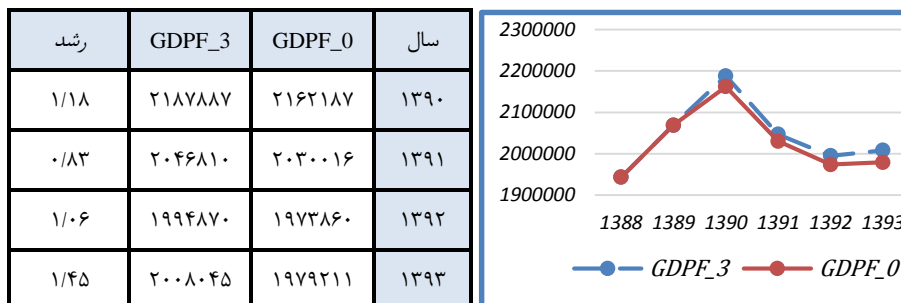 سال GDPF_0 GDPF_3 رشد
۱۳۹۰ ۲۱۶۲۱۸۷ ۲۱۸۷۸۸۷ ۱/۱۸
۱۳۹۱ ۲۰۳۰۰۱۶ ۲۰۴۶۸۱۰ ۰/۸۳
۱۳۹۲ ۱۹۷۳۸۶۰ ۱۹۹۴۸۷۰ ۱/۰۶
۱۳۹۳ ۱۹۷۹۲۱۱ ۲۰۰۸۰۴۵ ۱/۴۵
2300000
2200000
2100000
2000000
1900000
1388 1389 1390 1391 1392 1393
GDPF_3 GDPF_0